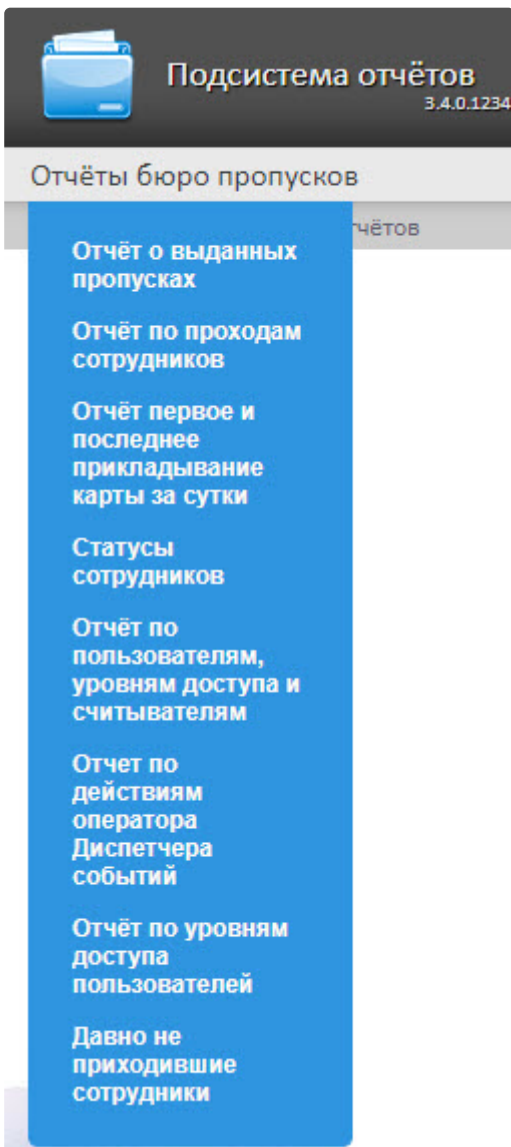 Подсистема отчётов
3.4.0.1234
Отчёты бюро пропусков
чётов
Отчёт о выданных
пропусках
Отчёт по проходам
сотрудников
Отчёт первое и
последнее
прикладывание
карты за сутки
Статусы
сотрудников
Отчёт по
пользователям,
уровням доступа и
считывателям
Отчет по
действиям
оператора
Диспетчера
событий
Отчёт по уровням
доступа
пользователей
Давно не
приходившие
сотрудники